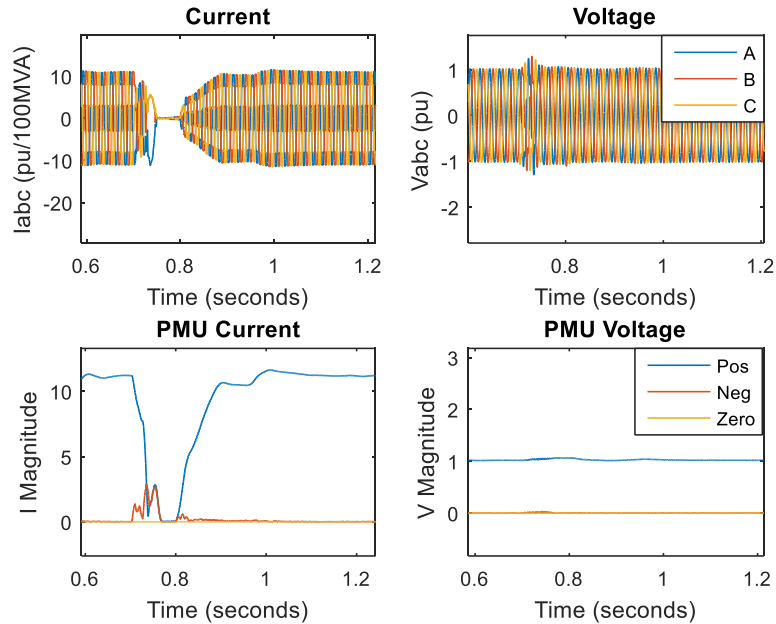 Current
Iabc (pu/100MVA)
10
0
-10
-20
0.6
0.8
1
1.2
Time (seconds)
Voltage
Vabc (pu)
1
0
-1
-2
A
B
C
0.6
0.8
1
1.2
Time (seconds)
PMU Current
I Magnitude
10
5
0
0.6
0.8
1
1.2
Time (seconds)
PMU Voltage
V Magnitude
3
2
1
0
Pos
Neg
Zero
0.6
0.8
1
1.2
Time (seconds)